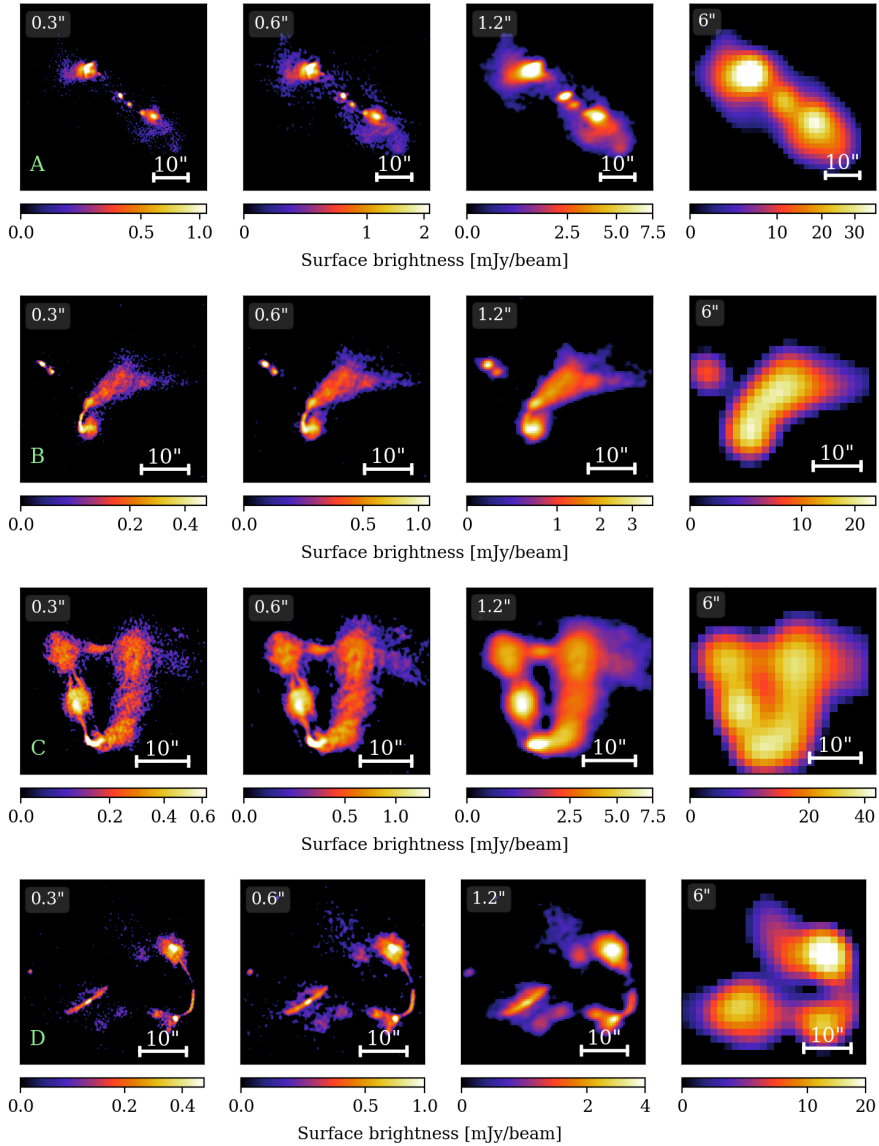 0.3" 0.6" 1.2" 6"
A 10" 10" 10" 10"
0.0 0.5 1.0 0 1 2 0.0 2.5 5.0 7.5 0 10 20 30
Surface brightness [mJy/beam]
0.3" 0.6" 1.2" 6"
B 10" 10" 10" 10"
0.0 0.2 0.4 0.0 0.5 1.0 0 1 2 3 0 10 20
Surface brightness [mJy/beam]
0.3" 0.6" 1.2" 6"
C 10" 10" 10" 10"
0.0 0.2 0.4 0.6 0.0 0.5 1.0 0.0 2.5 5.0 7.5 0 20 40
Surface brightness [mJy/beam]
0.3" 0.6" 1.2" 6"
D 10" 10" 10" 10"
0.0 0.2 0.4 0.0 0.5 1.0 0 2 4 0 10 20
Surface brightness [mJy/beam]